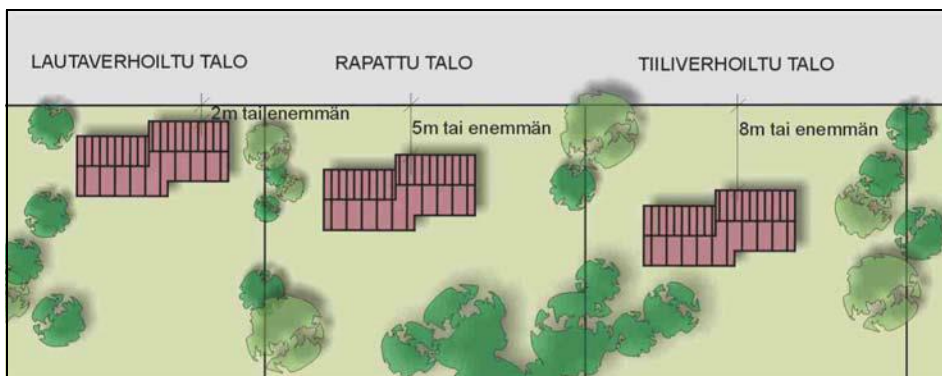 LAUTAVERHOILTU TALO
RAPATTU TALO
TIILIVERHOILTU TALO
2m tai enemmän
5m tai enemmän
8m tai enemmän